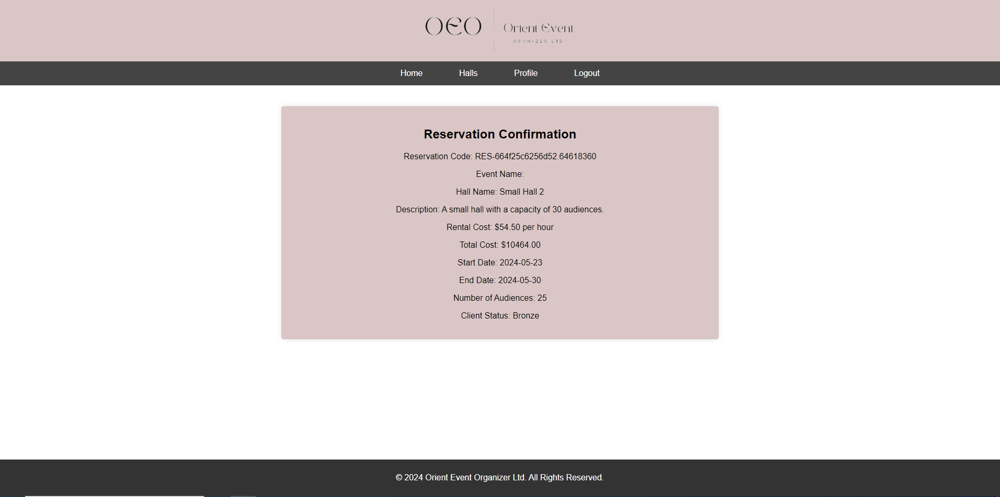 OEO
Orient Event
ORGNIZER LTD
Home Halls Profile Logout
Reservation Confirmation
Reservation Code: RES-664f25c6256d52.64618360
Event Name:
Hall Name: Small Hall 2
Description: A small hall with a capacity of 30 audiences.
Rental Cost: $54.50 per hour
Total Cost: $10464.00
Start Date: 2024-05-23
End Date: 2024-05-30
Number of Audiences: 25
Client Status: Bronze
© 2024 Orient Event Organizer Ltd. All Rights Reserved.